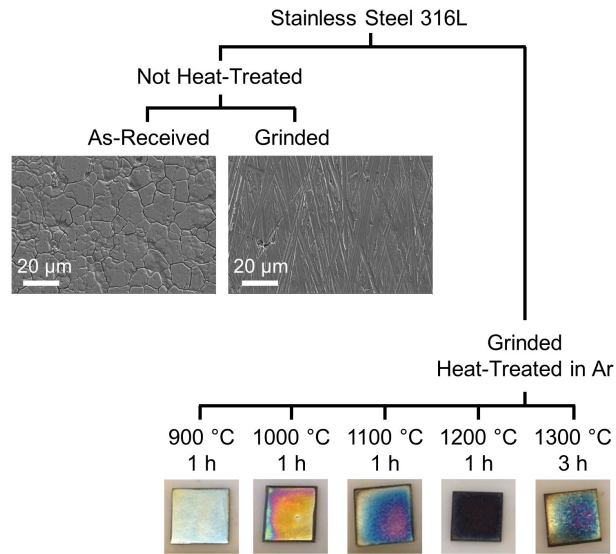 Stainless Steel 316L
Not Heat-Treated
As-Received
Grinded
20 µm
20 µm
Grinded
Heat-Treated in Ar
900 °C
1 h
1000 °C
1 h
1100 °C
1 h
1200 °C
1 h
1300 °C
3 h